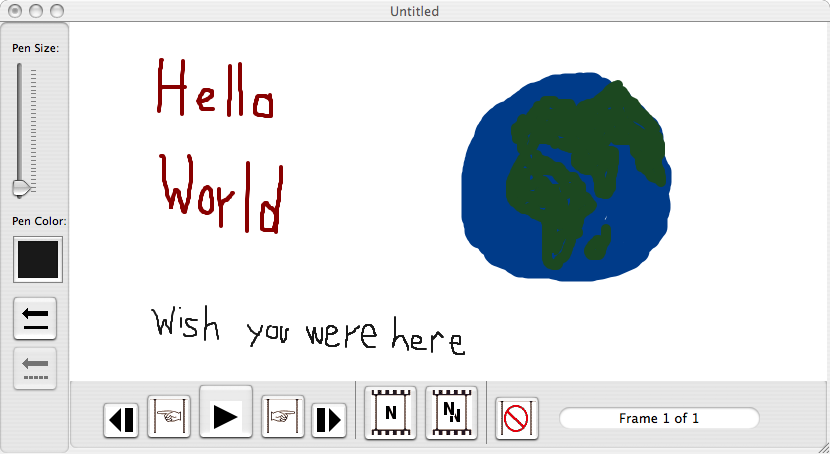 Untitled
Pen Size:
Hello
World
Pen Color:
Wish you were here
N
N N
Frame 1 of 1